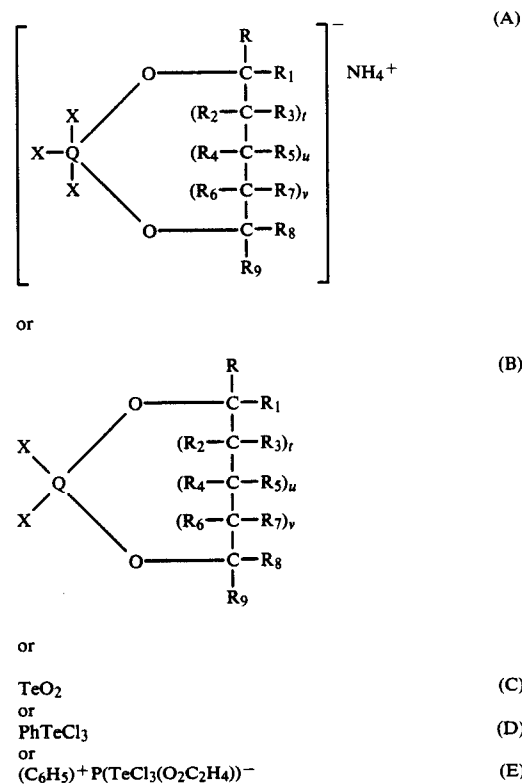 (A)
R
O C—R₁ NH₄⁺
(R₂—C—R₃)ₜ
X
X—Q (R₄—C—R₅)ᵤ
X
(R₆—C—R₇)ᵥ
O C—R₈
R₉
or
(B)
R
O C—R₁
X (R₂—C—R₃)ₜ
Q (R₄—C—R₅)ᵤ
X (R₆—C—R₇)ᵥ
O C—R₈
R₉
or
TeO₂ (C)
or
PhTeCl₃ (D)
or
(C₆H₅)⁺P(TeCl₃(O₂C₂H₄))⁻ (E)